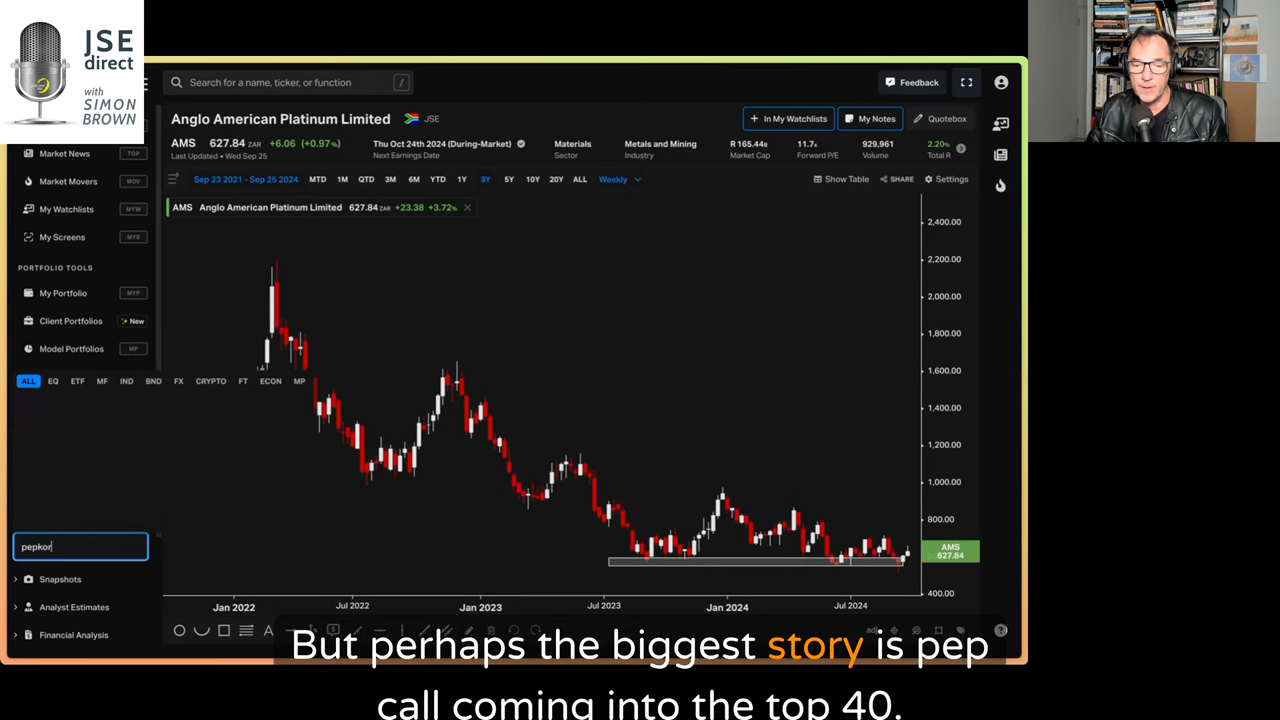 JSE
direct
with
SIMON
BROWN
Search for a name, ticker, or function
/
Feedback
Anglo American Platinum Limited
JSE
In My Watchlists
My Notes
Quotebox
AMS
627.84 ZAR
+6.06 (+0.97%)
Last Updated • Wed Sep 25
Thu Oct 24th 2024 (During-Market)
Next Earnings Date
Materials
Sector
Metals and Mining
Industry
R 165.44B
Market Cap
11.7x
Forward P/E
929,961
Volume
2.20%
Total R
Sep 23 2021 - Sep 25 2024
MTD
1M
QTD
3M
6M
YTD
1Y
3Y
5Y
10Y
20Y
ALL
Weekly
Show Table
SHARE
Settings
AMS Anglo American Platinum Limited 627.84 ZAR +23.38 +3.72%
Market News
TOP
Market Movers
MOV
My Watchlists
MYW
My Screens
MYS
PORTFOLIO TOOLS
My Portfolio
MYP
Client Portfolios
New
Model Portfolios
MP
ALL EQ ETF MF IND BND FX CRYPTO FT ECON MP
pepkor
Snapshots
Analyst Estimates
Financial Analysis
2,400.00
2,200.00
2,000.00
1,800.00
1,600.00
1,400.00
1,200.00
1,000.00
800.00
AMS
627.84
400.00
Jan 2022
Jul 2022
Jan 2023
Jul 2023
Jan 2024
Jul 2024
But perhaps the biggest story is pep
call coming into the top 40.